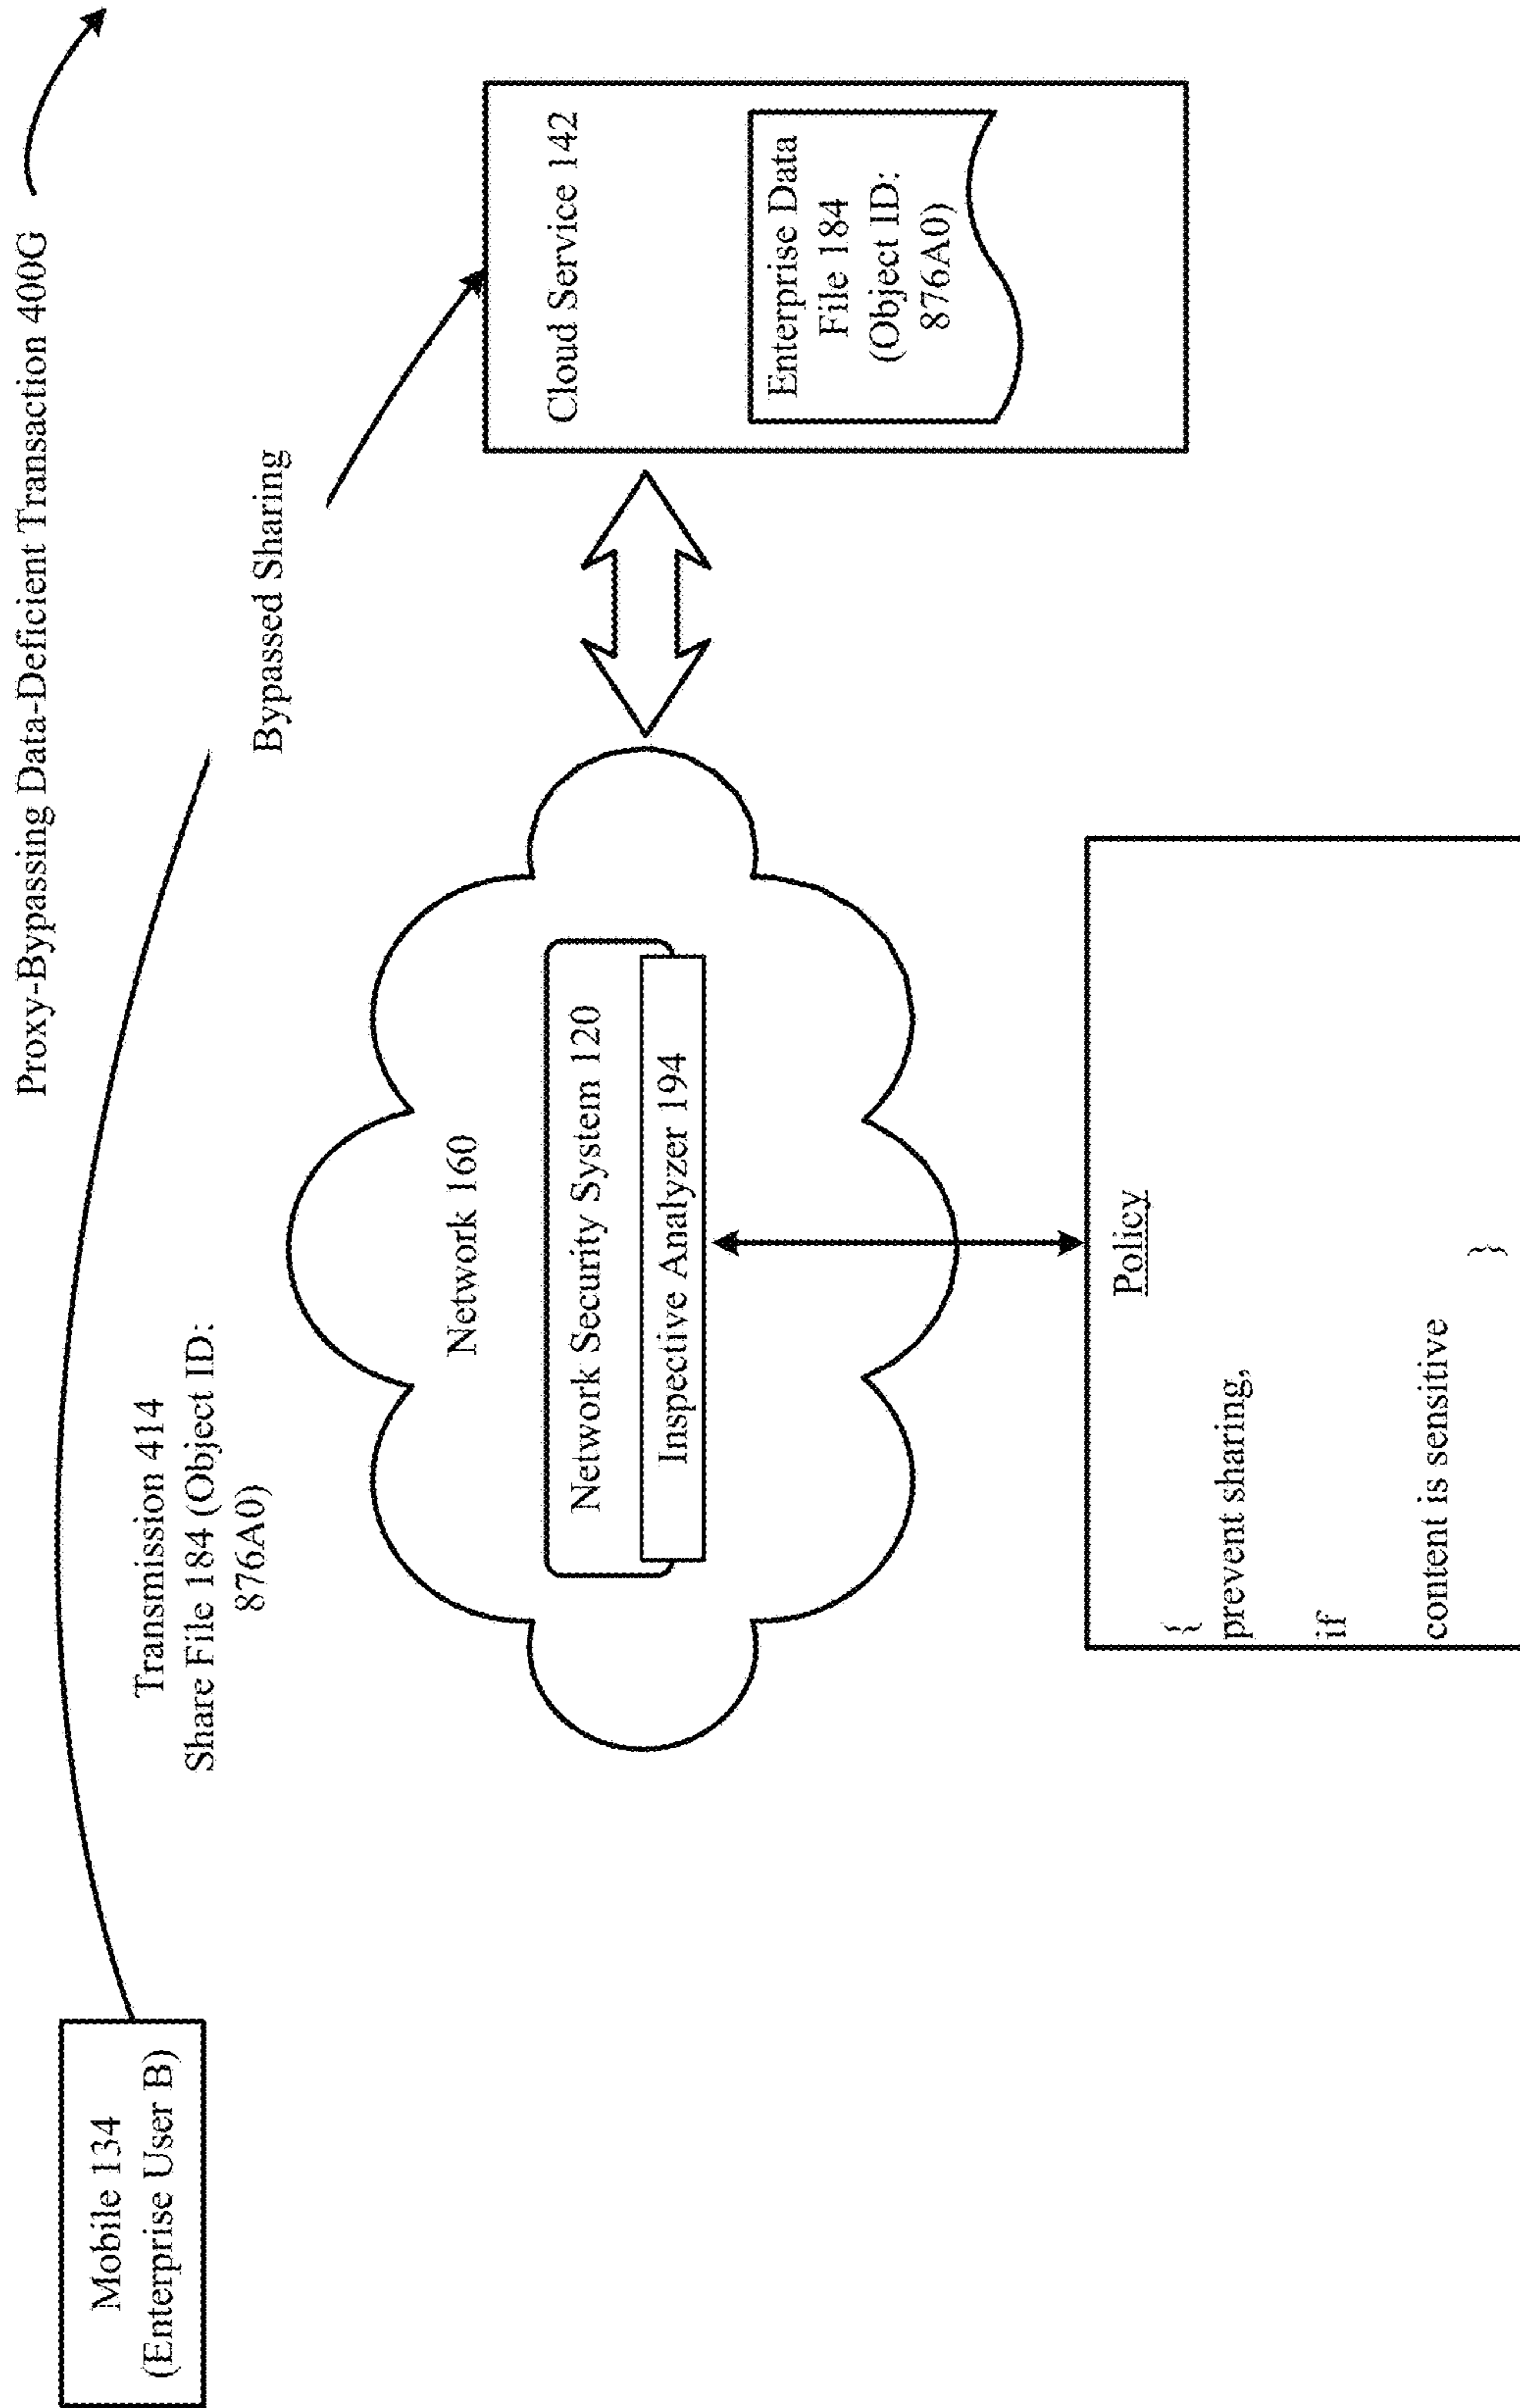 Proxy-Bypassing Data-Deficient Transaction 400G
Mobile 134
(Enterprise User B)
Transmission 414
Share File 184 (Object ID:
876A0)
Bypassed Sharing
Network 160
Network Security System 120
Inspective Analyzer 194
Cloud Service 142
Enterprise Data
File 184
(Object ID:
876A0)
Policy
{
prevent sharing,
if
content is sensitive
}